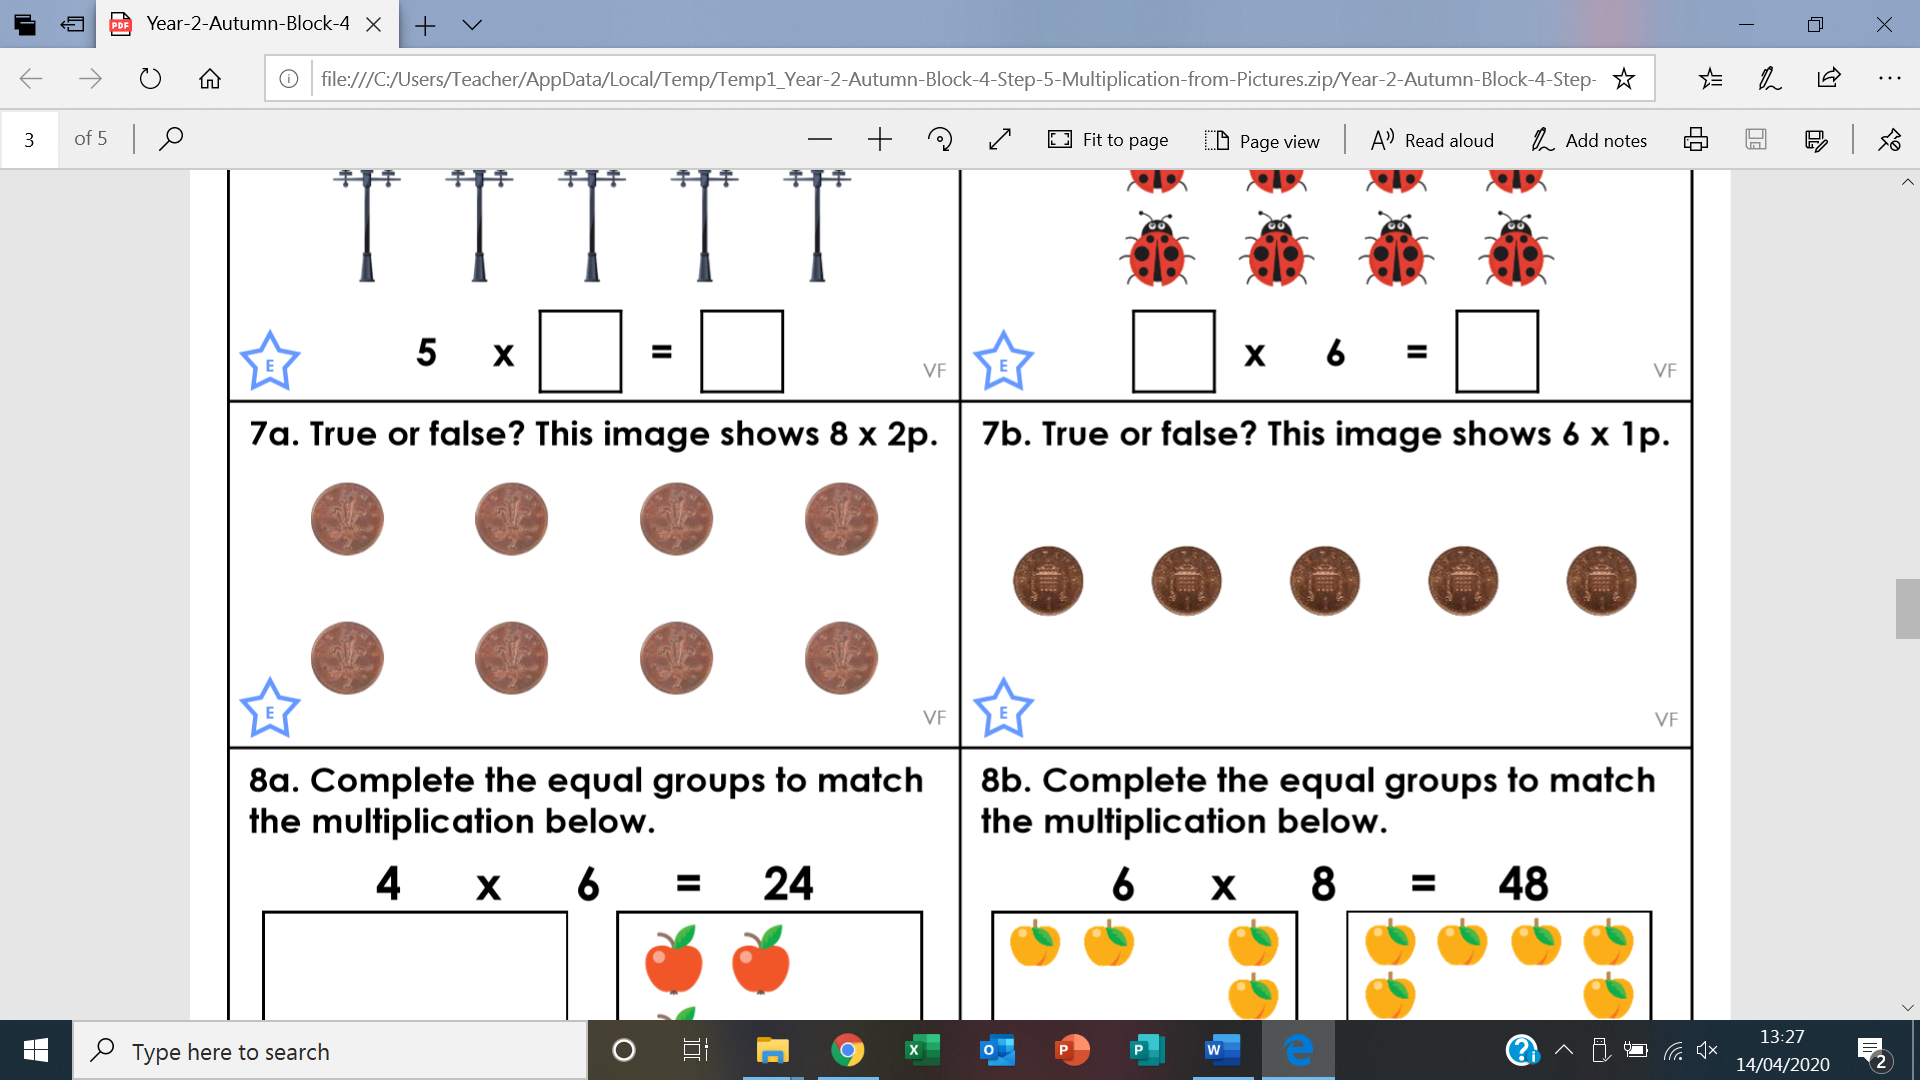 Year-2-Autumn-Block-4
file:///C:/Users/Teacher/AppData/Local/Temp/Temp1_Year-2-Autumn-Block-4-Step-5-Multiplication-from-Pictures.zip/Year-2-Autumn-Block-4-Step-
3 of 5
Fit to page
Page view
Read aloud
Add notes
5 x =
E
VF
x 6 =
E
VF
7a. True or false? This image shows 8 x 2p.
E
VF
7b. True or false? This image shows 6 x 1p.
E
VF
8a. Complete the equal groups to match
the multiplication below.
4 x 6 = 24
8b. Complete the equal groups to match
the multiplication below.
6 x 8 = 48
Type here to search
13:27
14/04/2020
2